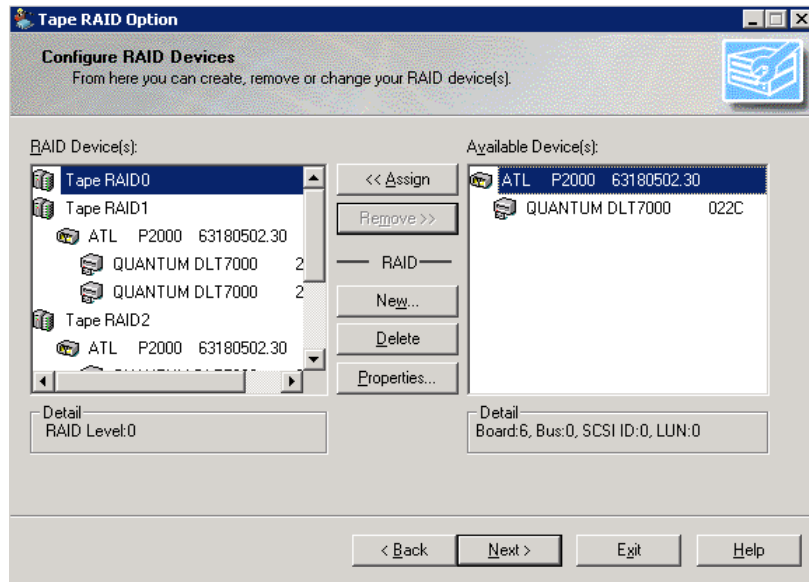 Tape RAID Option
Configure RAID Devices
From here you can create, remove or change your RAID device(s).
RAID Device(s):
Tape RAID0
Tape RAID1
ATL P2000 63180502.30
QUANTUM DLT7000 2
QUANTUM DLT7000 2
Tape RAID2
ATL P2000 63180502.30
Detail
RAID Level:0
<< Assign
Remove >>
RAID
New...
Delete
Properties...
Available Device(s):
ATL P2000 63180502.30
QUANTUM DLT7000 022C
Detail
Board:6, Bus:0, SCSI ID:0, LUN:0
< Back
Next >
Exit
Help